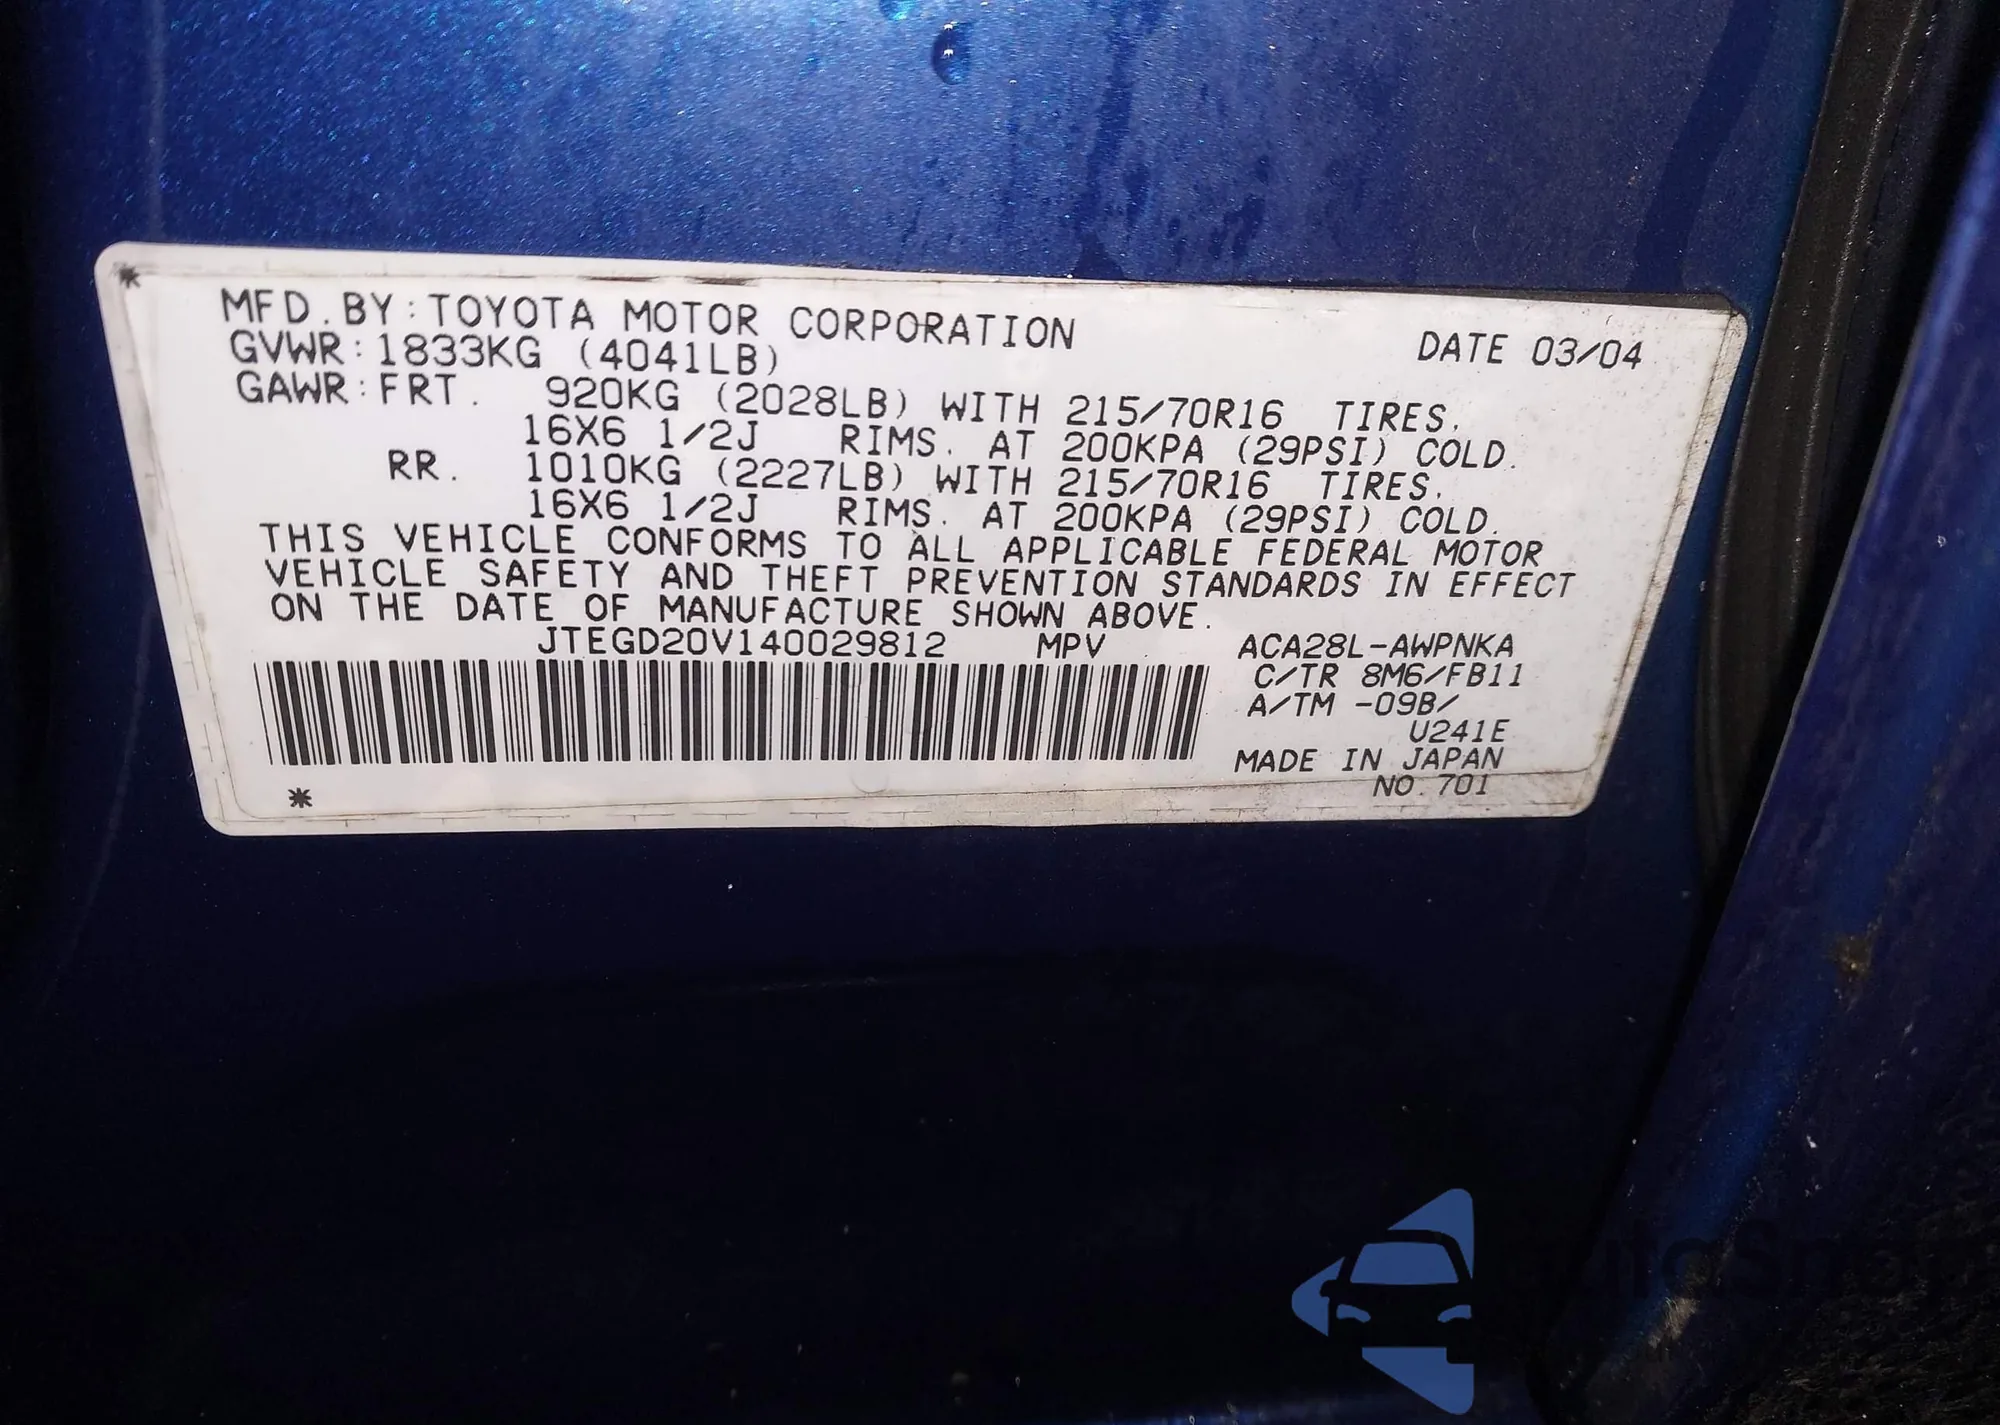 MFD. BY: TOYOTA MOTOR CORPORATION DATE 03/04
GVWR: 1833KG (4041LB)
GAWR: FRT. 920KG (2028LB) WITH 215/70R16 TIRES.
16X6 1/2J RIMS. AT 200KPA (29PSI) COLD.
RR. 1010KG (2227LB) WITH 215/70R16 TIRES.
16X6 1/2J RIMS. AT 200KPA (29PSI) COLD.
THIS VEHICLE CONFORMS TO ALL APPLICABLE FEDERAL MOTOR
VEHICLE SAFETY AND THEFT PREVENTION STANDARDS IN EFFECT
ON THE DATE OF MANUFACTURE SHOWN ABOVE.
JTEGD20V140029812 MPV ACA28L-AWPNKA
C/TR 8M6/FB11
A/TM -09B/
U241E
MADE IN JAPAN
NO.701